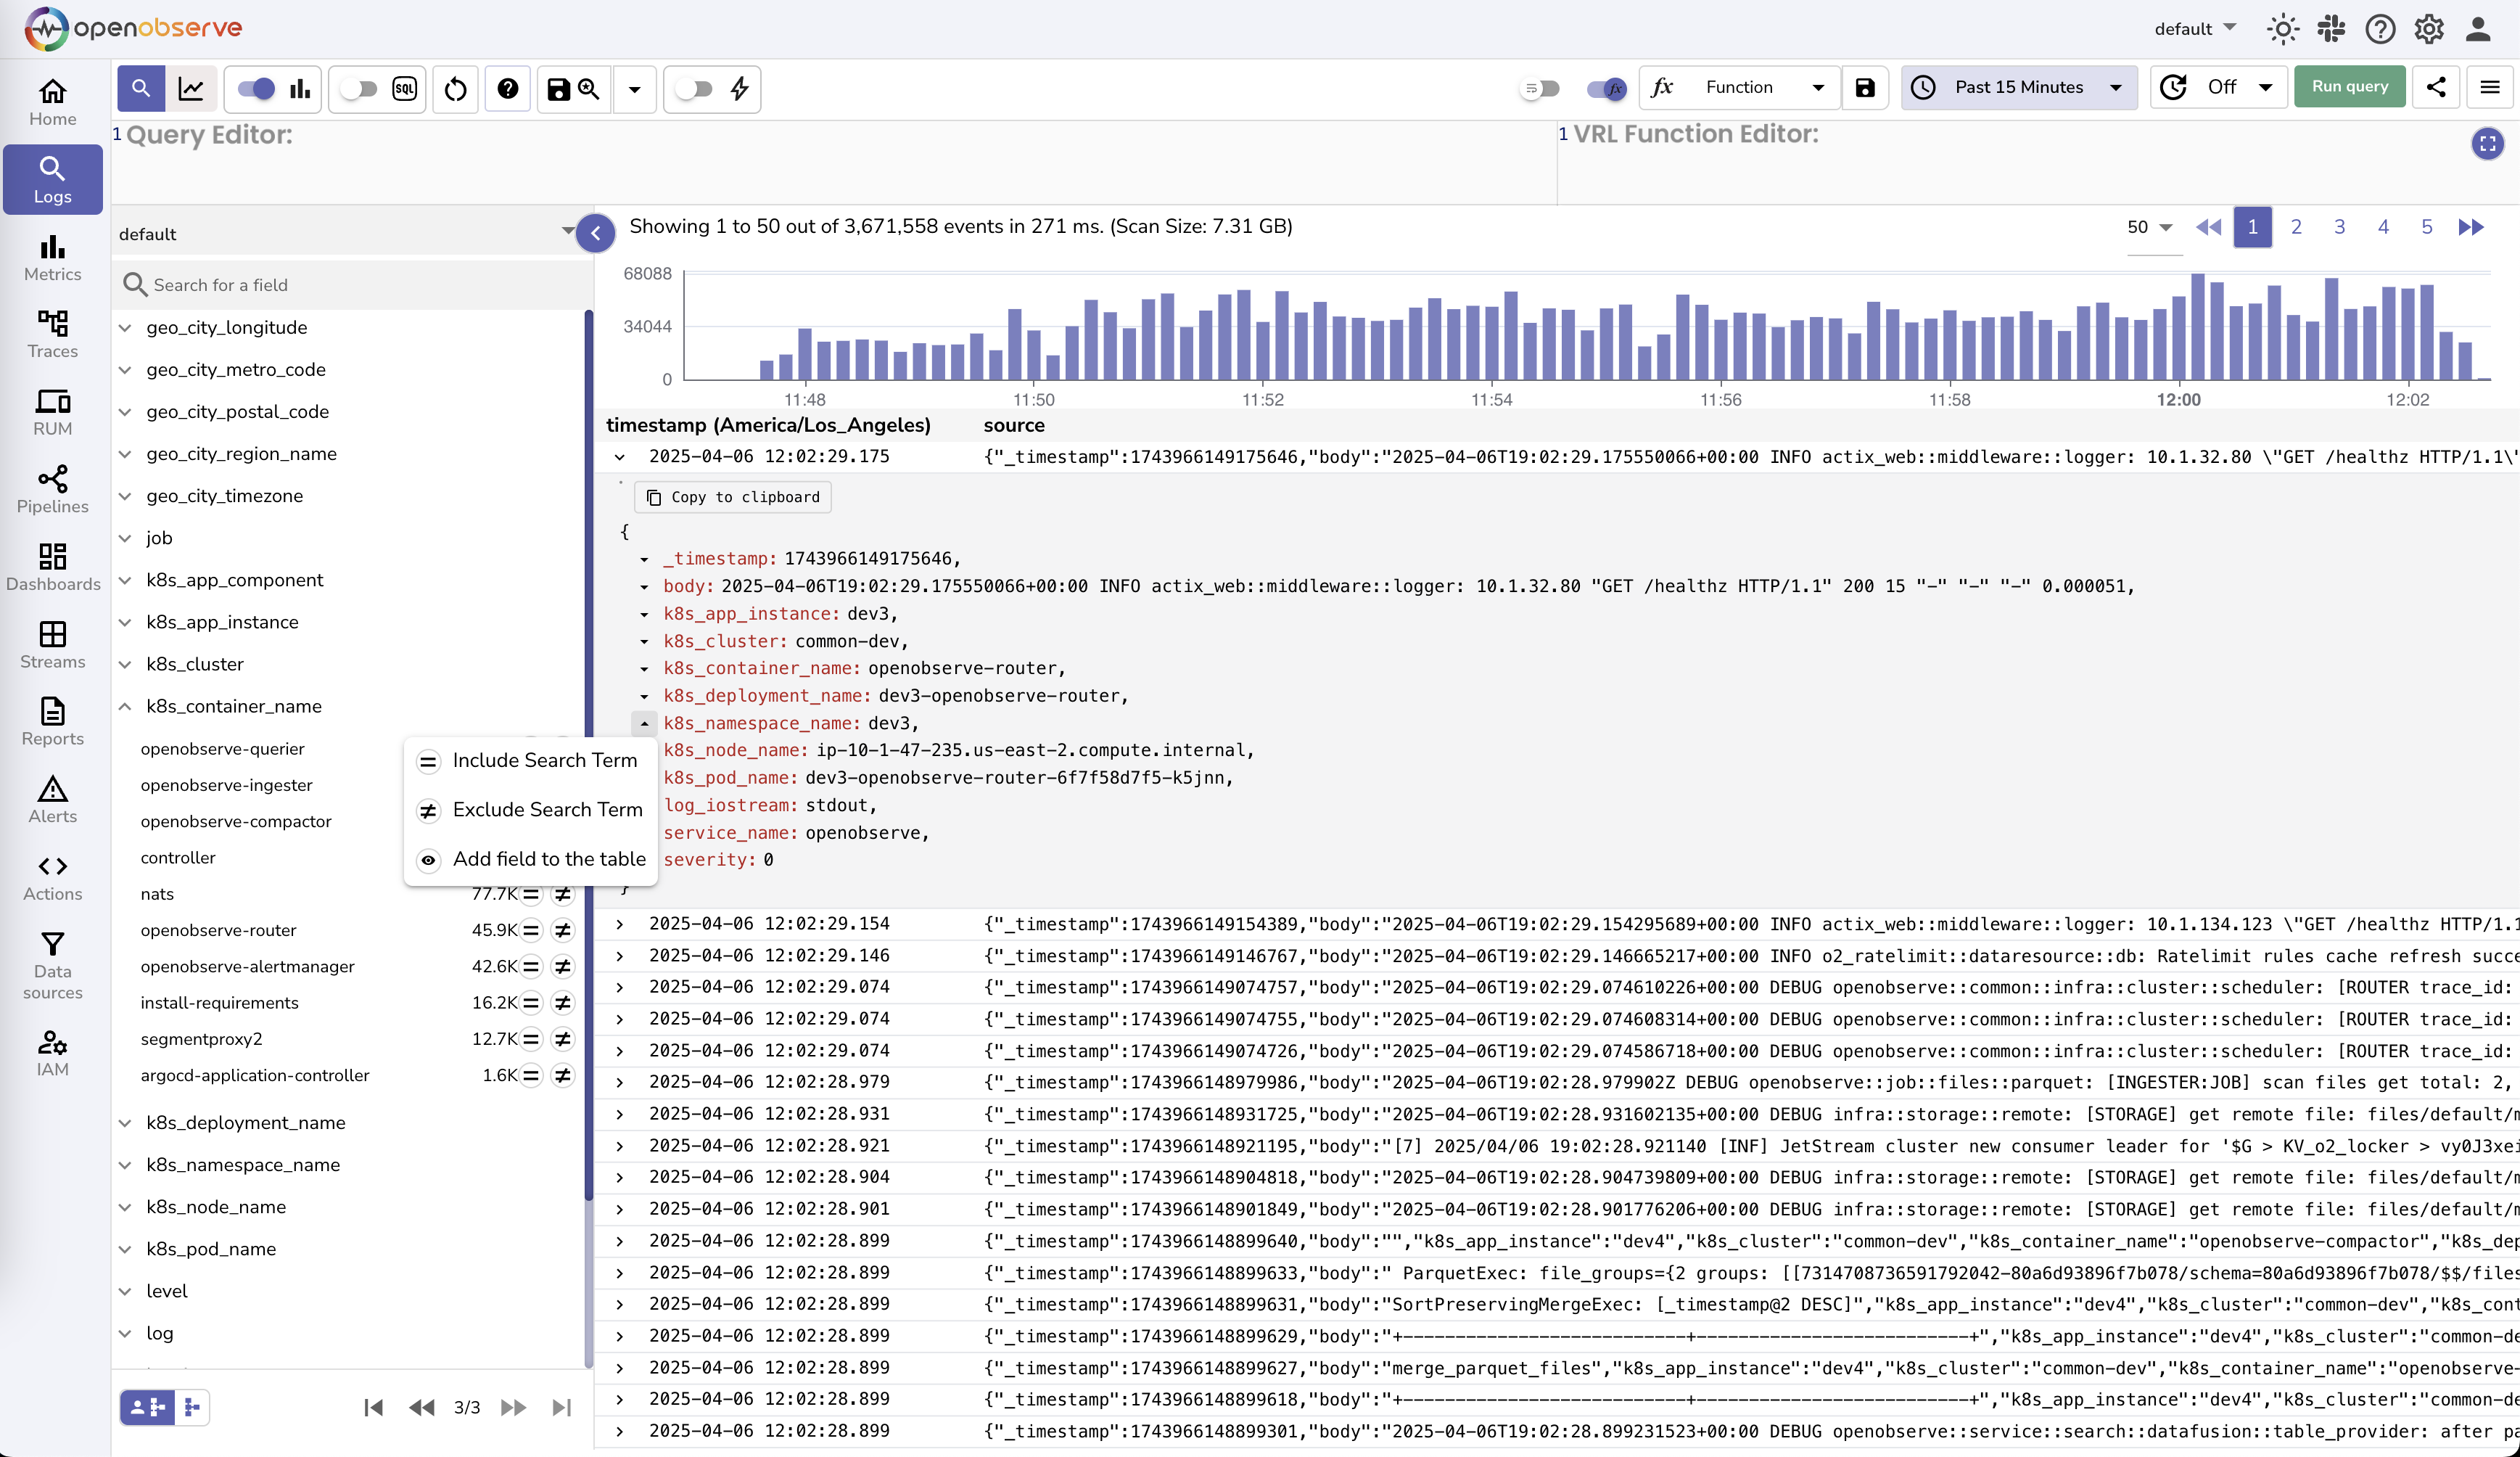 openobserve
default
Home
Logs
Metrics
Traces
RUM
Pipelines
Dashboards
Streams
Reports
Alerts
Actions
Data
sources
IAM
SQL
fx
fx Function
Past 15 Minutes
Off
Run query
1 Query Editor:
1 VRL Function Editor:
default
Search for a field
geo_city_longitude
geo_city_metro_code
geo_city_postal_code
geo_city_region_name
geo_city_timezone
job
k8s_app_component
k8s_app_instance
k8s_cluster
k8s_container_name
openobserve-querier
openobserve-ingester
openobserve-compactor
controller
nats 77.7K
openobserve-router 45.9K
openobserve-alertmanager 42.6K
install-requirements 16.2K
segmentproxy2 12.7K
argocd-application-controller 1.6K
k8s_deployment_name
k8s_namespace_name
k8s_node_name
k8s_pod_name
level
log
3/3
Include Search Term
Exclude Search Term
Add field to the table
Showing 1 to 50 out of 3,671,558 events in 271 ms. (Scan Size: 7.31 GB)
50 1 2 3 4 5
68088
34044
0
11:48 11:50 11:52 11:54 11:56 11:58 12:00 12:02
timestamp (America/Los_Angeles) source
2025-04-06 12:02:29.175 {"_timestamp":1743966149175646,"body":"2025-04-06T19:02:29.175550066+00:00 INFO actix_web::middleware::logger: 10.1.32.80 \"GET /healthz HTTP/1.1\"
Copy to clipboard
{
_timestamp: 1743966149175646,
body: 2025-04-06T19:02:29.175550066+00:00 INFO actix_web::middleware::logger: 10.1.32.80 "GET /healthz HTTP/1.1" 200 15 "-" "-" "-" 0.000051,
k8s_app_instance: dev3,
k8s_cluster: common-dev,
k8s_container_name: openobserve-router,
k8s_deployment_name: dev3-openobserve-router,
k8s_namespace_name: dev3,
k8s_node_name: ip-10-1-47-235.us-east-2.compute.internal,
k8s_pod_name: dev3-openobserve-router-6f7f58d7f5-k5jnn,
log_iostream: stdout,
service_name: openobserve,
severity: 0
}
2025-04-06 12:02:29.154 {"_timestamp":1743966149154389,"body":"2025-04-06T19:02:29.154295689+00:00 INFO actix_web::middleware::logger: 10.1.134.123 \"GET /healthz HTTP/1.1
2025-04-06 12:02:29.146 {"_timestamp":1743966149146767,"body":"2025-04-06T19:02:29.146665217+00:00 INFO o2_ratelimit::dataresource::db: Ratelimit rules cache refresh succe
2025-04-06 12:02:29.074 {"_timestamp":1743966149074757,"body":"2025-04-06T19:02:29.074610226+00:00 DEBUG openobserve::common::infra::cluster::scheduler: [ROUTER trace_id:
2025-04-06 12:02:29.074 {"_timestamp":1743966149074755,"body":"2025-04-06T19:02:29.074608314+00:00 DEBUG openobserve::common::infra::cluster::scheduler: [ROUTER trace_id:
2025-04-06 12:02:29.074 {"_timestamp":1743966149074726,"body":"2025-04-06T19:02:29.074586718+00:00 DEBUG openobserve::common::infra::cluster::scheduler: [ROUTER trace_id:
2025-04-06 12:02:28.979 {"_timestamp":1743966148979986,"body":"2025-04-06T19:02:28.979902Z DEBUG openobserve::job::files::parquet: [INGESTER:JOB] scan files get total: 2,
2025-04-06 12:02:28.931 {"_timestamp":1743966148931725,"body":"2025-04-06T19:02:28.931602135+00:00 DEBUG infra::storage::remote: [STORAGE] get remote file: files/default/m
2025-04-06 12:02:28.921 {"_timestamp":1743966148921195,"body":"[7] 2025/04/06 19:02:28.921140 [INF] JetStream cluster new consumer leader for '$G > KV_o2_locker > vy0J3xei
2025-04-06 12:02:28.904 {"_timestamp":1743966148904818,"body":"2025-04-06T19:02:28.904739809+00:00 DEBUG infra::storage::remote: [STORAGE] get remote file: files/default/m
2025-04-06 12:02:28.901 {"_timestamp":1743966148901849,"body":"2025-04-06T19:02:28.901776206+00:00 DEBUG infra::storage::remote: [STORAGE] get remote file: files/default/m
2025-04-06 12:02:28.899 {"_timestamp":1743966148899640,"body":"","k8s_app_instance":"dev4","k8s_cluster":"common-dev","k8s_container_name":"openobserve-compactor","k8s_dep
2025-04-06 12:02:28.899 {"_timestamp":1743966148899633,"body":" ParquetExec: file_groups={2 groups: [[7314708736591792042-80a6d93896f7b078/schema=80a6d93896f7b078/$$/files
2025-04-06 12:02:28.899 {"_timestamp":1743966148899631,"body":"SortPreservingMergeExec: [_timestamp@2 DESC]","k8s_app_instance":"dev4","k8s_cluster":"common-dev","k8s_cont
2025-04-06 12:02:28.899 {"_timestamp":1743966148899629,"body":"+---------------------------+---------------------------+","k8s_app_instance":"dev4","k8s_cluster":"common-de
2025-04-06 12:02:28.899 {"_timestamp":1743966148899627,"body":"merge_parquet_files","k8s_app_instance":"dev4","k8s_cluster":"common-dev","k8s_container_name":"openobserve-
2025-04-06 12:02:28.899 {"_timestamp":1743966148899618,"body":"+---------------------------+---------------------------+","k8s_app_instance":"dev4","k8s_cluster":"common-de
2025-04-06 12:02:28.899 {"_timestamp":1743966148899301,"body":"2025-04-06T19:02:28.899231523+00:00 DEBUG openobserve::service::search::datafusion::table_provider: after pa